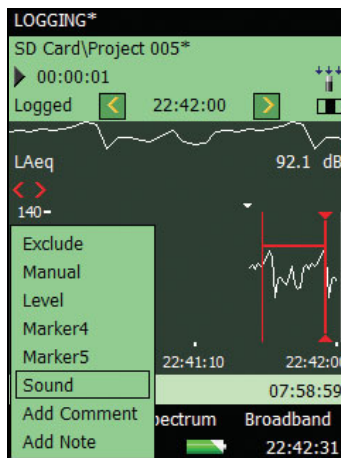 LOGGING*
SD Card\Project 005*
00:00:01
Logged < 22:42:00 >
LAeq 92.1 dB
< >
140-
Exclude
Manual
Level
Marker4
Marker5 22:41:10 22:42:0
Sound 07:58:59
Add Comment pectrum Broadband
Add Note 22:42:31